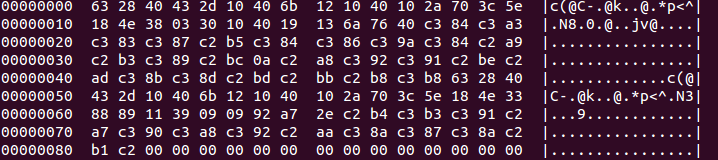 00000000  63 28 40 43 2d 10 40 6b  12 10 40 10 2a 70 3c 5e  |c(@C-.@k..@.*p<^|
00000010  18 4e 38 03 30 10 40 19  13 6a 76 40 c3 84 c3 a3  |.N8.0.@..jv@....|
00000020  c3 83 c3 87 c2 b5 c3 84  c3 86 c3 9a c3 84 c2 a9  |................|
00000030  c2 b3 c3 89 c2 bc 0a c2  a8 c3 92 c3 91 c2 be c2  |................|
00000040  ad c3 8b c3 8d c2 bd c2  bb c2 b8 c3 b8 63 28 40  |.............c(@|
00000050  43 2d 10 40 6b 12 10 40  10 2a 70 3c 5e 18 4e 33  |C-.@k..@.*p<^.N3|
00000060  88 89 11 39 09 09 92 a7  2e c2 b4 c3 b3 c3 91 c2  |...9............|
00000070  a7 c3 90 c3 a8 c3 92 c2  aa c3 8a c3 87 c3 8a c2  |................|
00000080  b1 c2 00 00 00 00 00 00  00 00 00 00 00 00 00 00  |................|